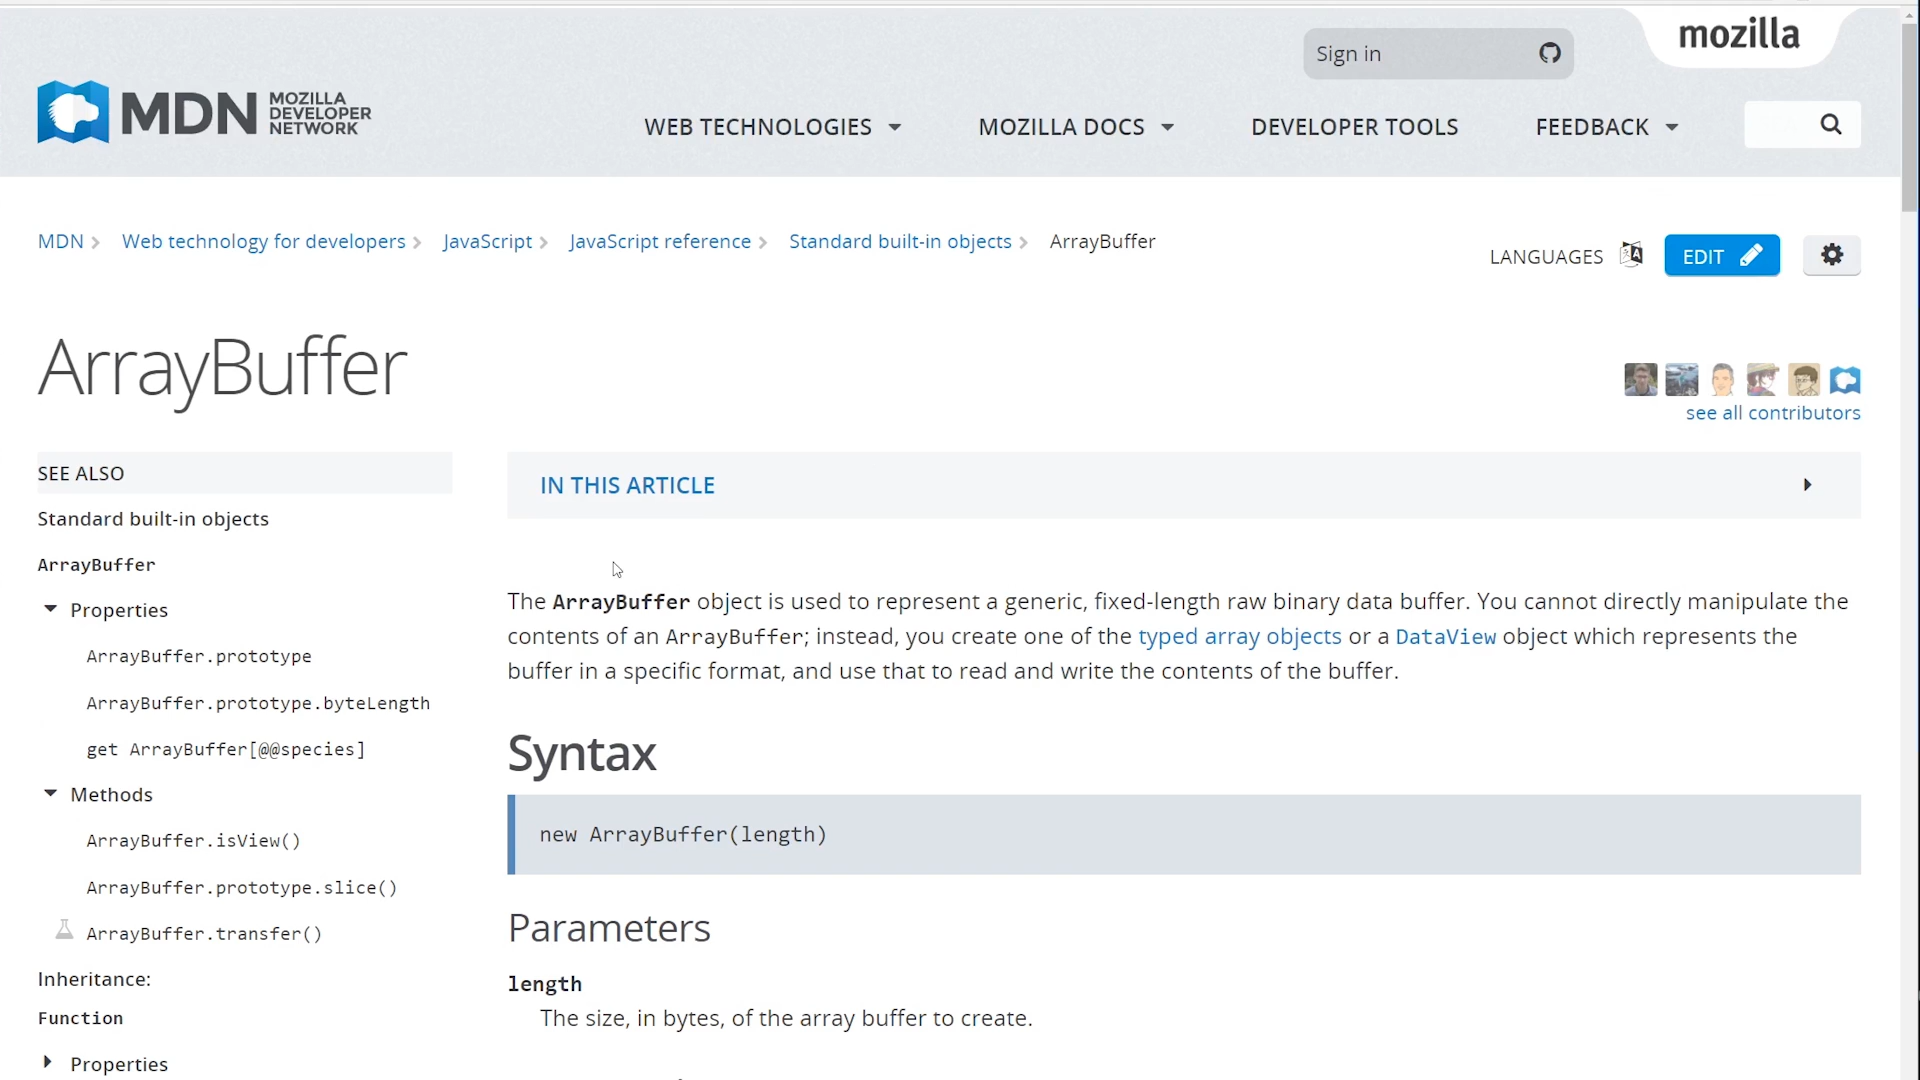 mozilla
Sign in
MDN MOZILLA DEVELOPER NETWORK
WEB TECHNOLOGIES
MOZILLA DOCS
DEVELOPER TOOLS
FEEDBACK
MDN
Web technology for developers
JavaScript
JavaScript reference
Standard built-in objects
ArrayBuffer
LANGUAGES
EDIT
ArrayBuffer
see all contributors
SEE ALSO
Standard built-in objects
ArrayBuffer
Properties
ArrayBuffer.prototype
ArrayBuffer.prototype.byteLength
get ArrayBuffer[@@species]
Methods
ArrayBuffer.isView()
ArrayBuffer.prototype.slice()
ArrayBuffer.transfer()
Inheritance:
Function
Properties
IN THIS ARTICLE
The ArrayBuffer object is used to represent a generic, fixed-length raw binary data buffer. You cannot directly manipulate the
contents of an ArrayBuffer; instead, you create one of the typed array objects or a DataView object which represents the
buffer in a specific format, and use that to read and write the contents of the buffer.
Syntax
new ArrayBuffer(length)
Parameters
length
The size, in bytes, of the array buffer to create.